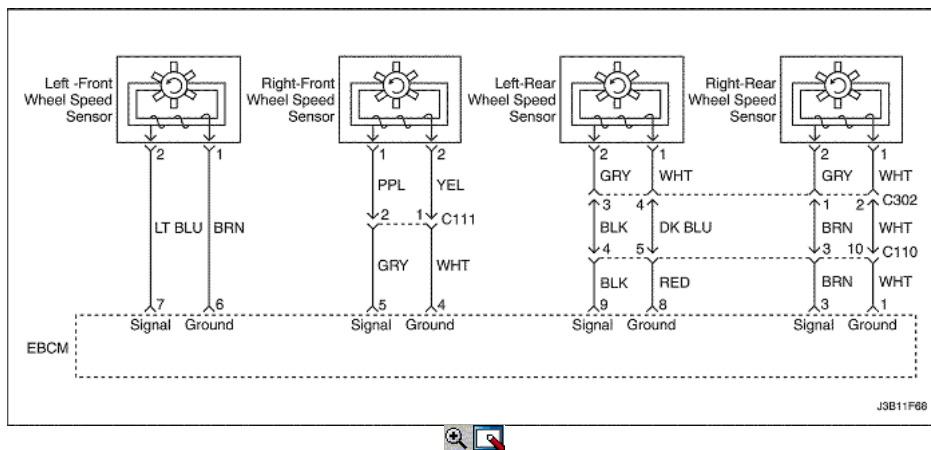 Left -Front
Wheel Speed
Sensor
Right-Front
Wheel Speed
Sensor
Left-Rear
Wheel Speed
Sensor
Right-Rear
Wheel Speed
Sensor
2 1 1 2 2 1 2 1
PPL YEL GRY WHT GRY WHT
2 1 C111 3 4 1 2 C302
LT BLU BRN BLK DK BLU BRN WHT
4 5 3 10 C110
GRY WHT BLK RED BRN WHT
7 6 5 4 9 8 3 1
Signal Ground Signal Ground Signal Ground Signal Ground
EBCM
J3B11F68